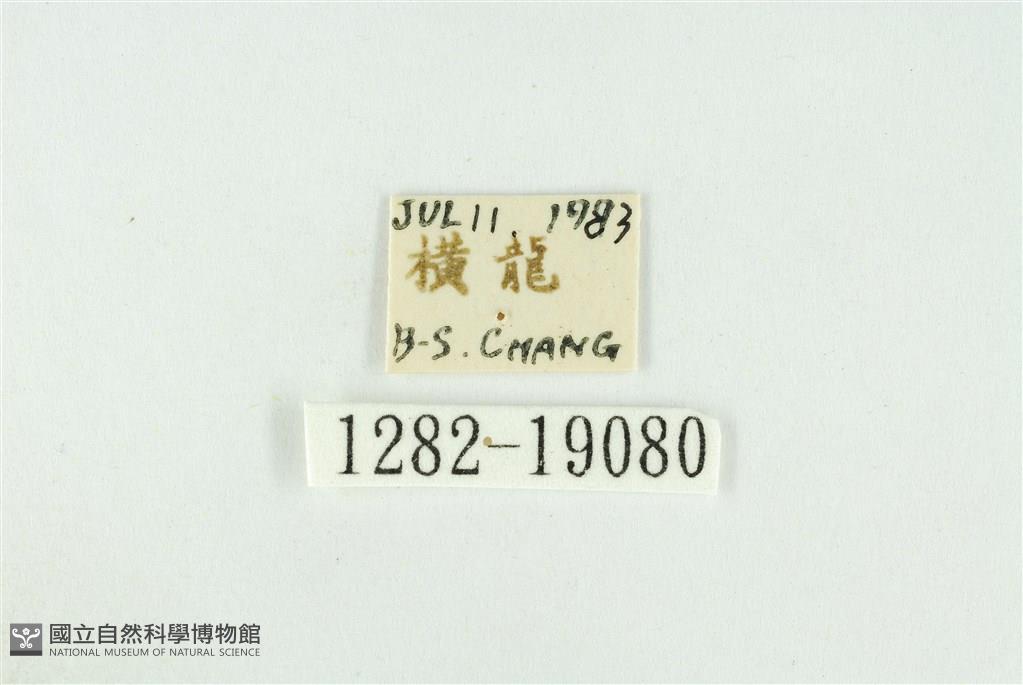 JUL 11. 1983
橫龍
B-S. CHANG
1282-19080
國立自然科學博物館
NATIONAL MUSEUM OF NATURAL SCIENCE